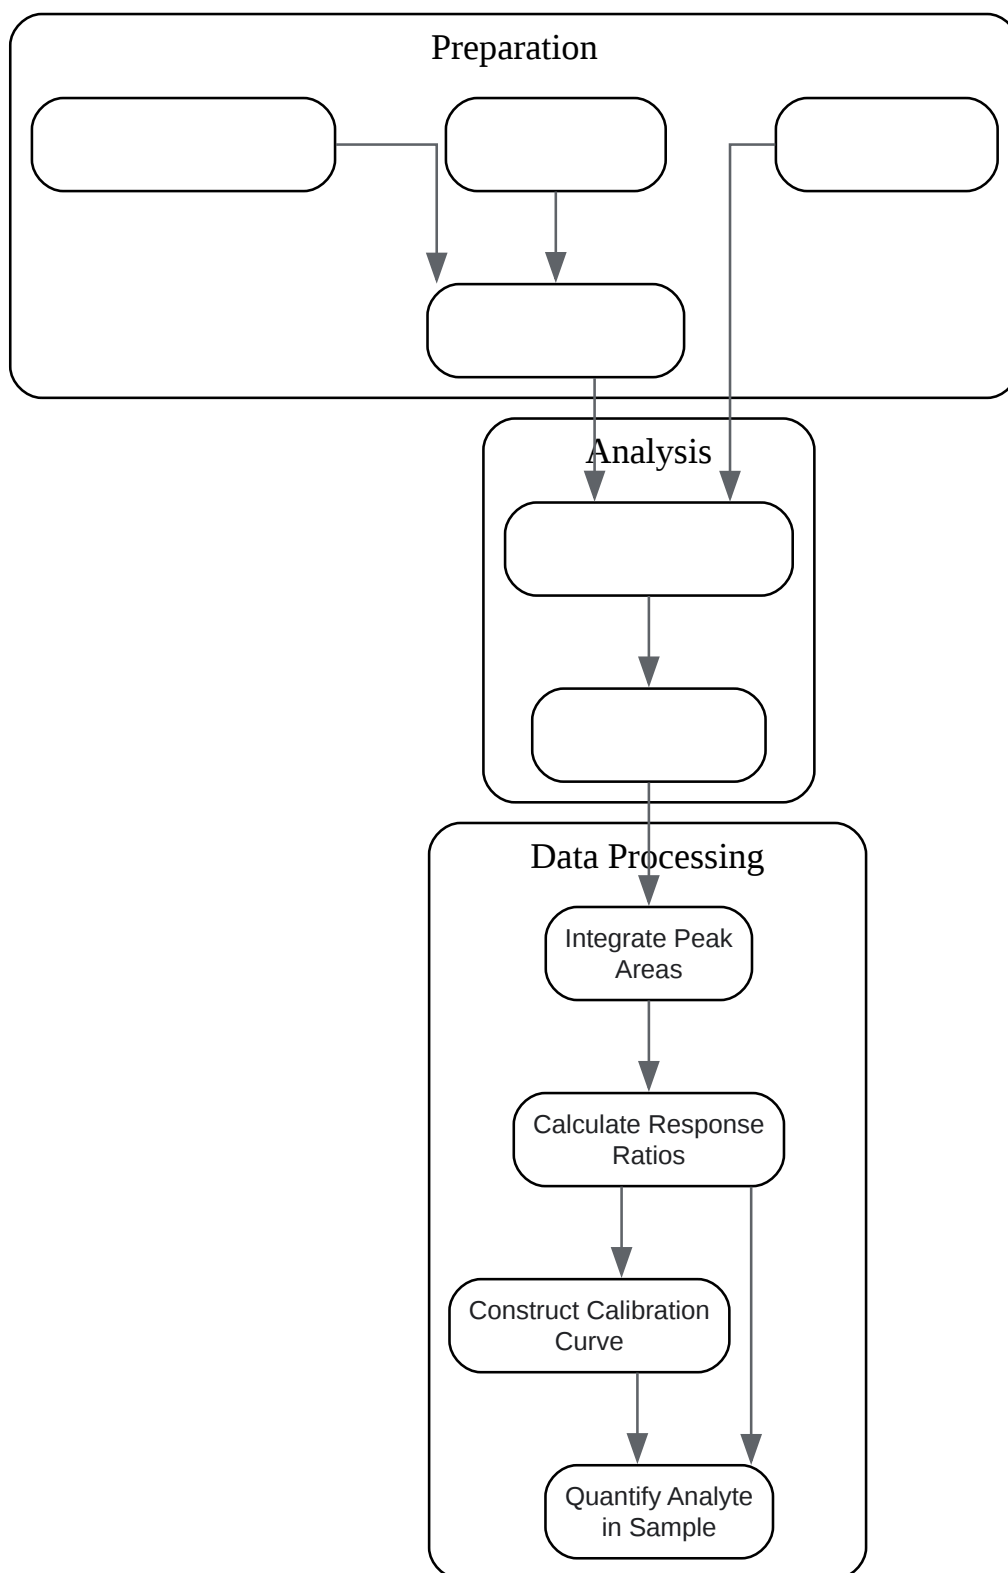 Preparation
Analysis
Data Processing
Integrate Peak
Areas
Calculate Response
Ratios
Construct Calibration
Curve
Quantify Analyte
in Sample